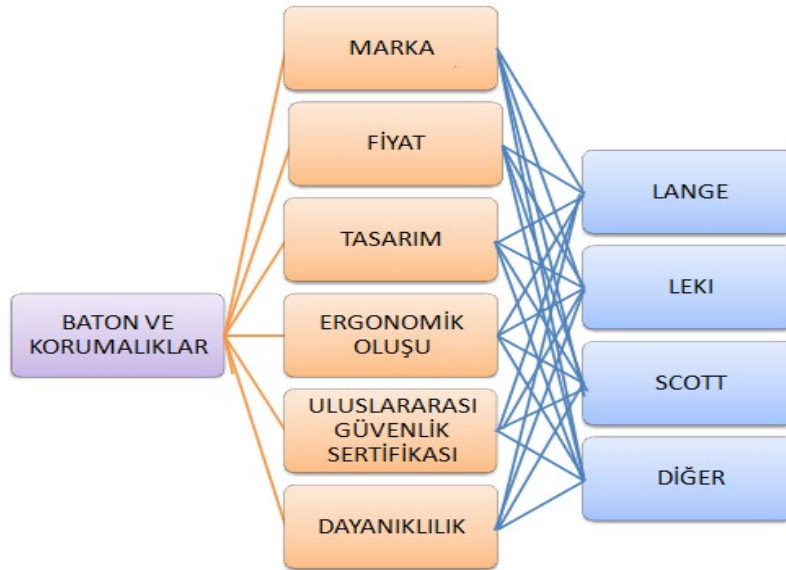 BATON VE
KORUMALIKLAR
MARKA
FİYAT
TASARIM
ERGONOMİK
OLUŞU
ULUSLARARASI
GÜVENLİK
SERTİFİKASI
DAYANIKLILIK
LANGE
LEKI
SCOTT
DİĞER